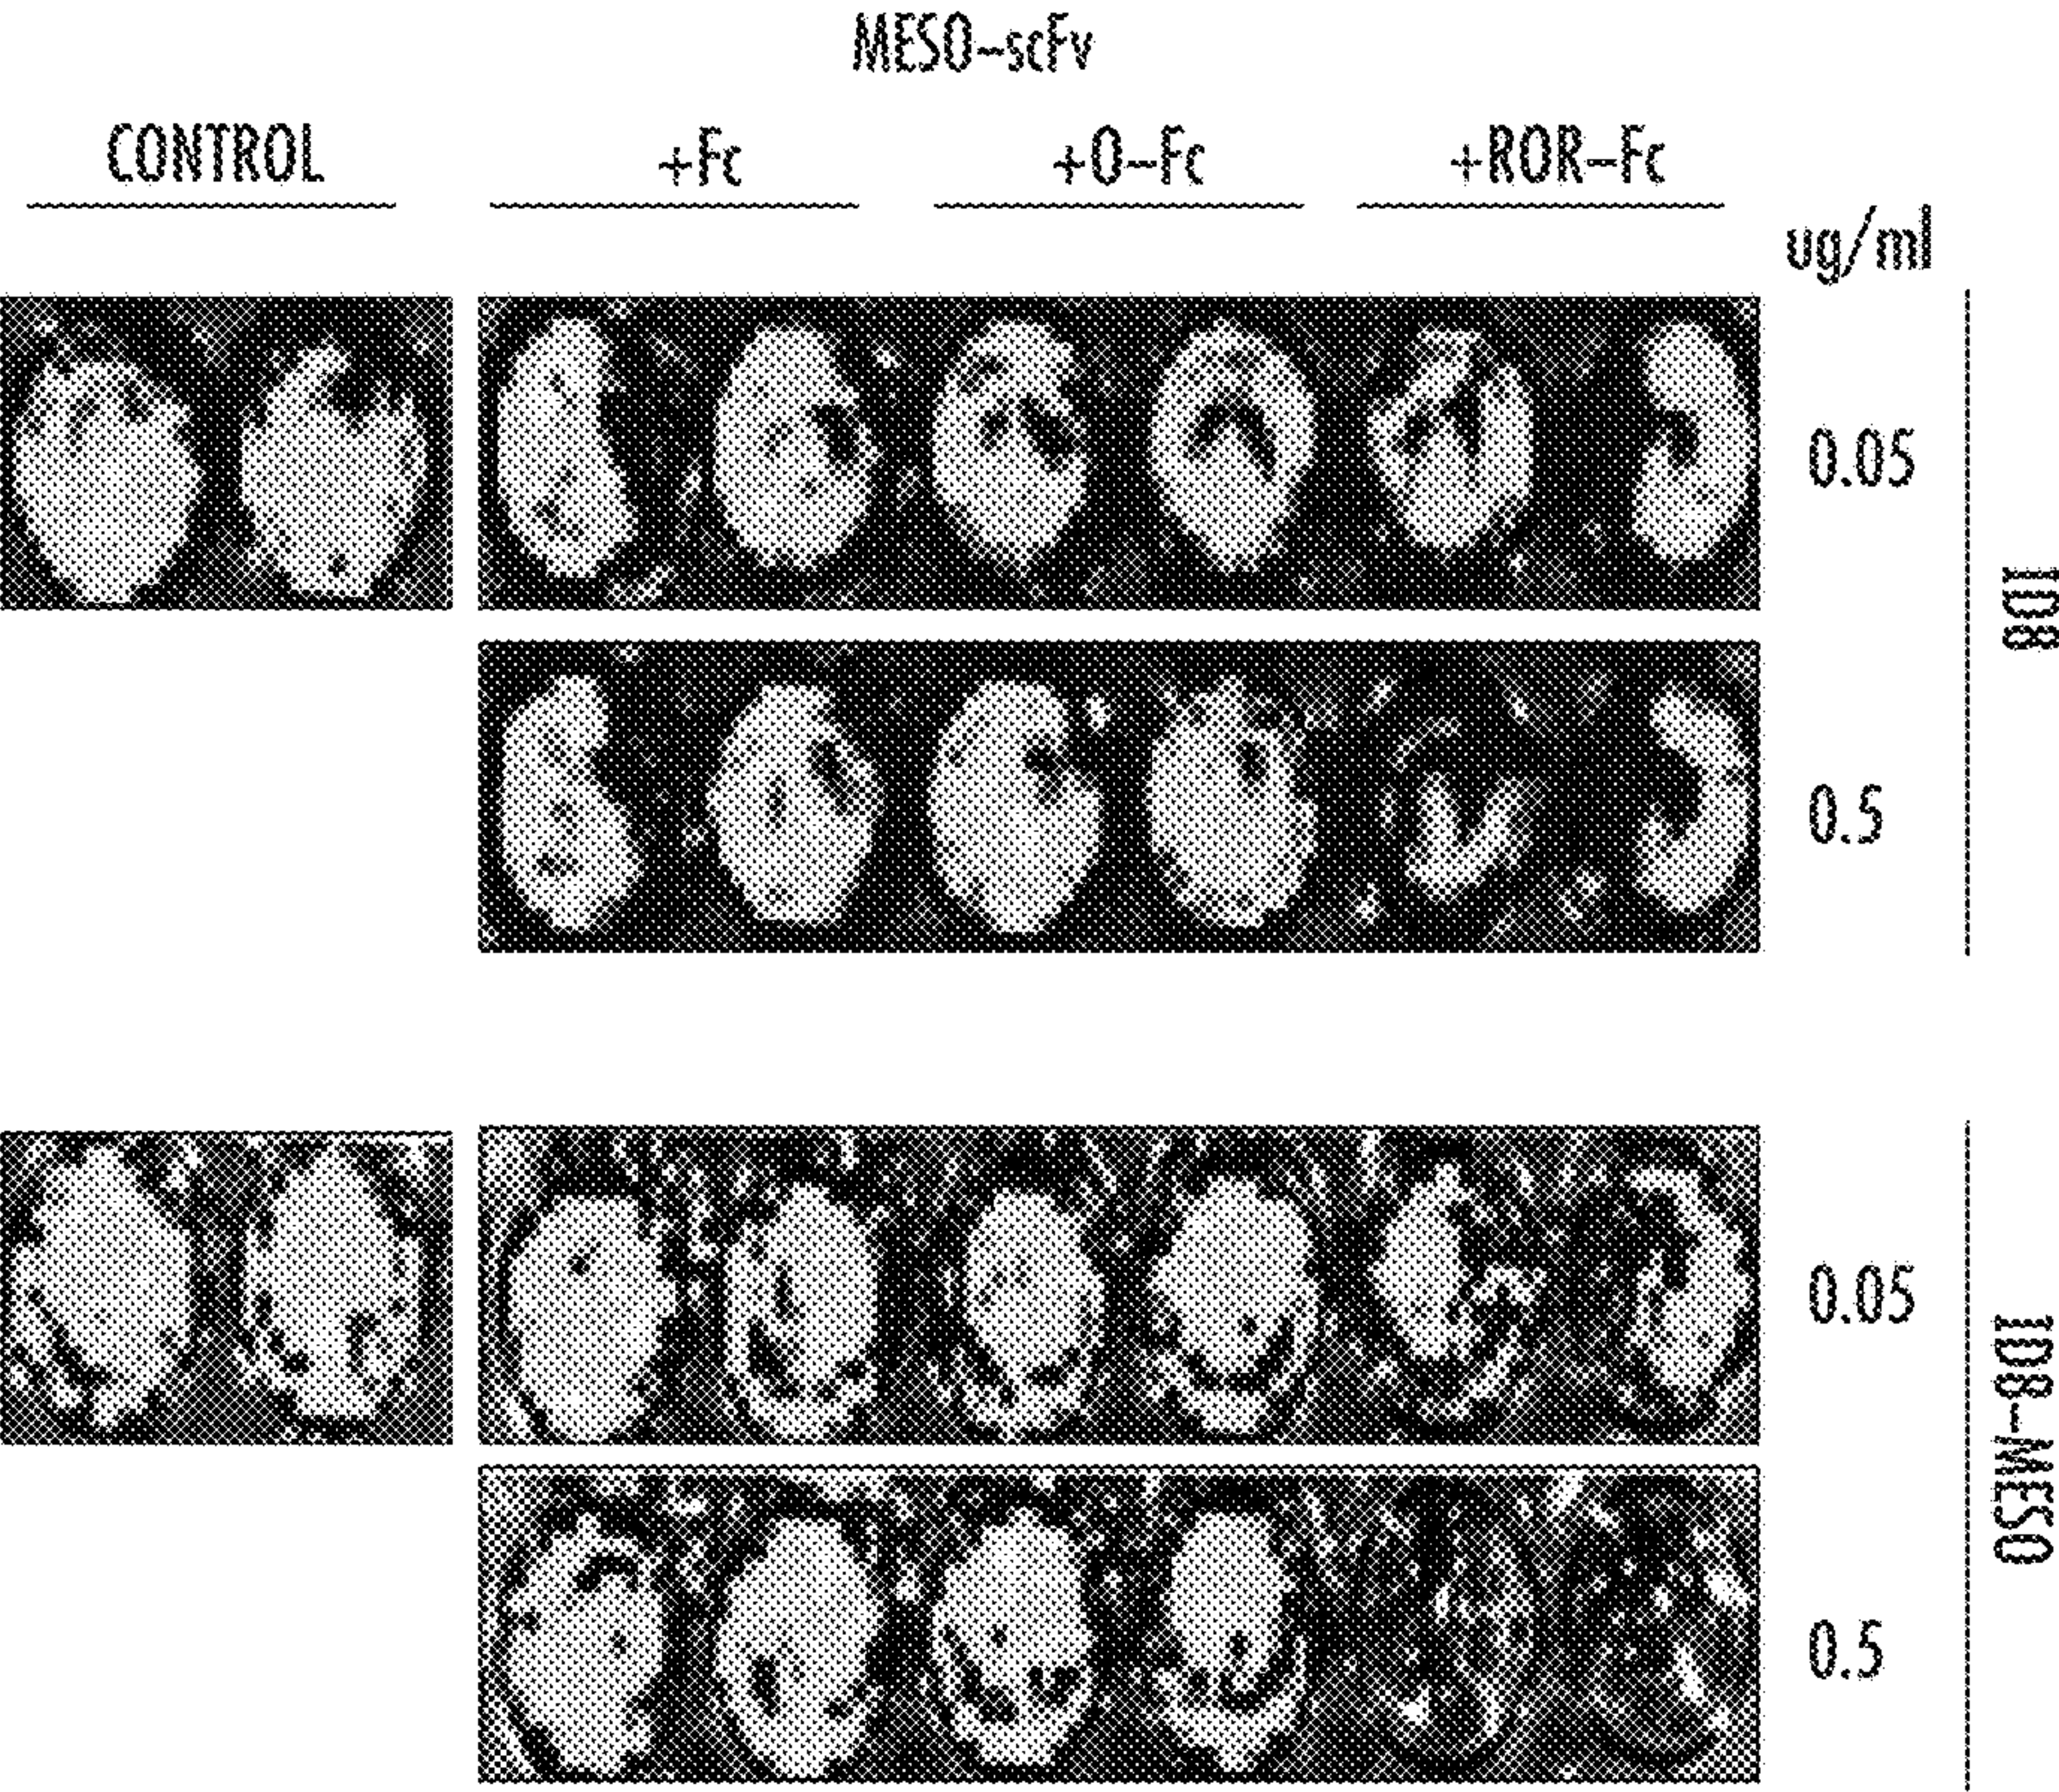 MESO-scFv
CONTROL
+Fc
+O-Fc
+ROR-Fc
ug/ml
0.05
0.5
ID8
0.05
0.5
ID8-MESO